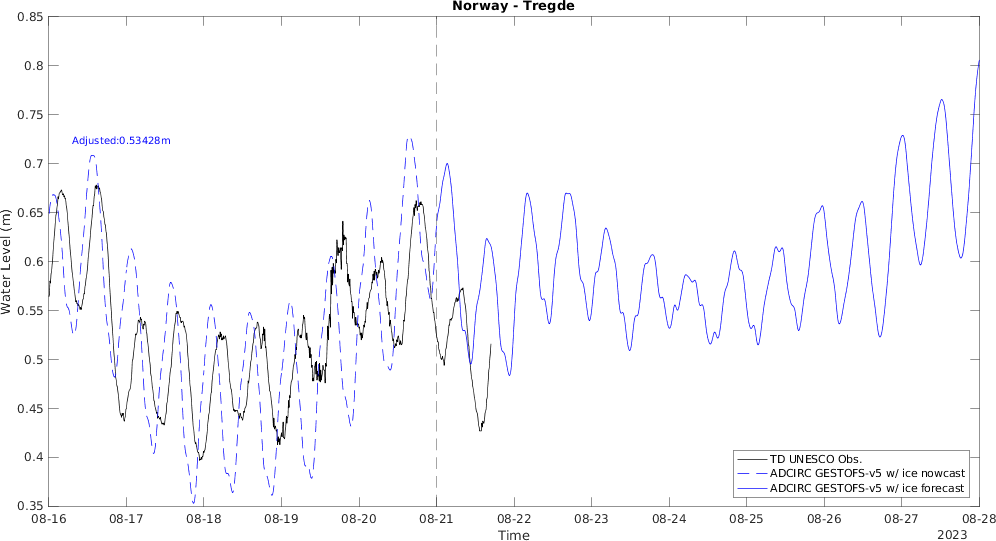 Norway - Tregde
0.85
0.8
0.75
0.7
0.65
0.6
0.55
0.5
0.45
0.4
0.35
Water Level (m)
Adjusted:0.53428m
TD UNESCO Obs.
ADCIRC GESTOFS-v5 w/ ice nowcast
ADCIRC GESTOFS-v5 w/ ice forecast
08-16 08-17 08-18 08-19 08-20 08-21 08-22 08-23 08-24 08-25 08-26 08-27 08-28
Time
2023